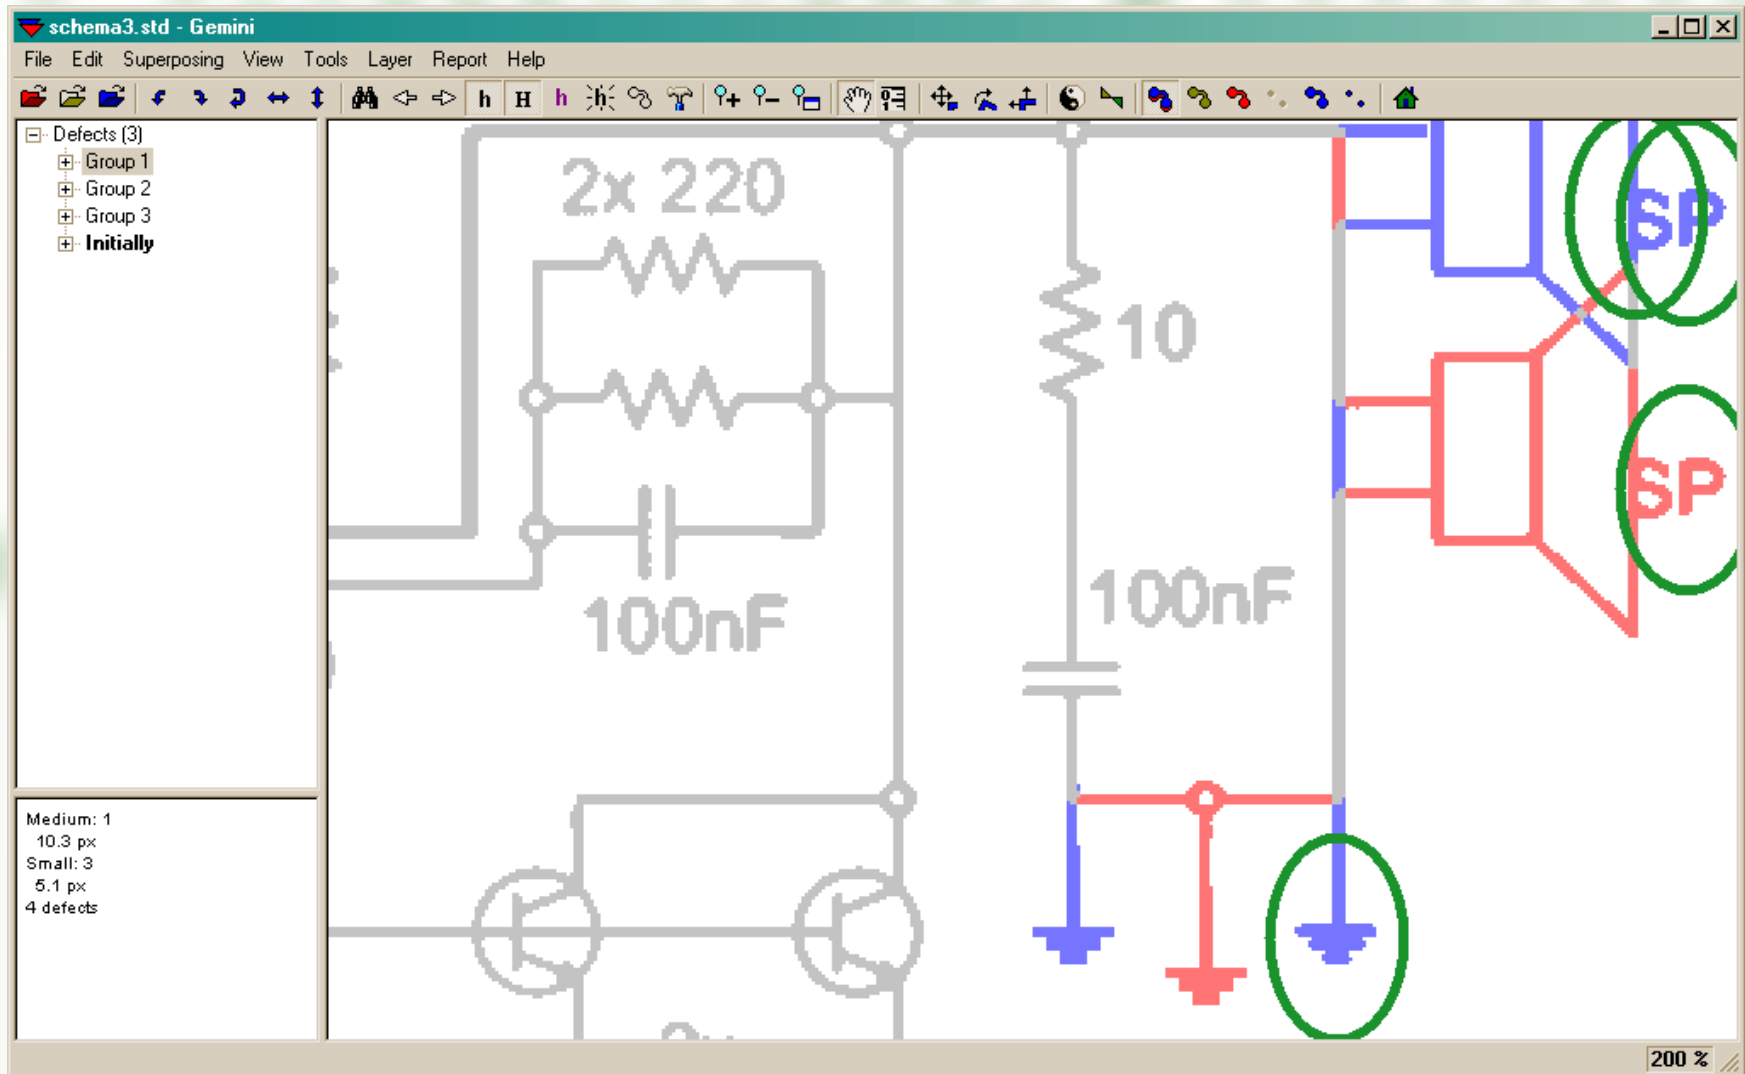 schema3.std - Gemini
File Edit Superposing View Tools Layer Report Help
h H h h
Defects (3)
Group 1
Group 2
Group 3
Initially
Medium: 1
10.3 px
Small: 3
5.1 px
4 defects
2x 220
SP
10
SP
100nF
100nF
200 %